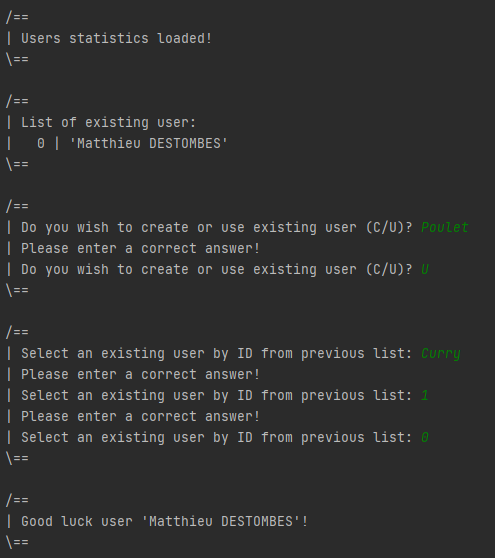 /==
| Users statistics loaded!
\==
/==
| List of existing user:
|   0 | 'Matthieu DESTOMBES'
\==
/==
| Do you wish to create or use existing user (C/U)? Poulet
| Please enter a correct answer!
| Do you wish to create or use existing user (C/U)? U
\==
/==
| Select an existing user by ID from previous list: Curry
| Please enter a correct answer!
| Select an existing user by ID from previous list: 1
| Please enter a correct answer!
| Select an existing user by ID from previous list: 0
\==
/==
| Good luck user 'Matthieu DESTOMBES'!
\==